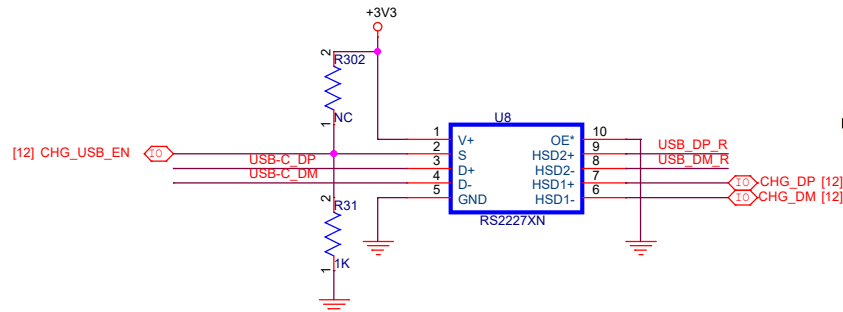 +3V3
2
R302
1
NC
U8
1
V+
OE*
10
[12] CHG_USB_EN
IO
2
S
HSD2+
9
USB_DP_R
USB-C_DP
3
D+
HSD2-
8
USB_DM_R
USB-C_DM
4
D-
HSD1+
7
IO
CHG_DP [12]
5
GND
HSD1-
6
IO
CHG_DM [12]
RS2227XN
2
R31
1
1K